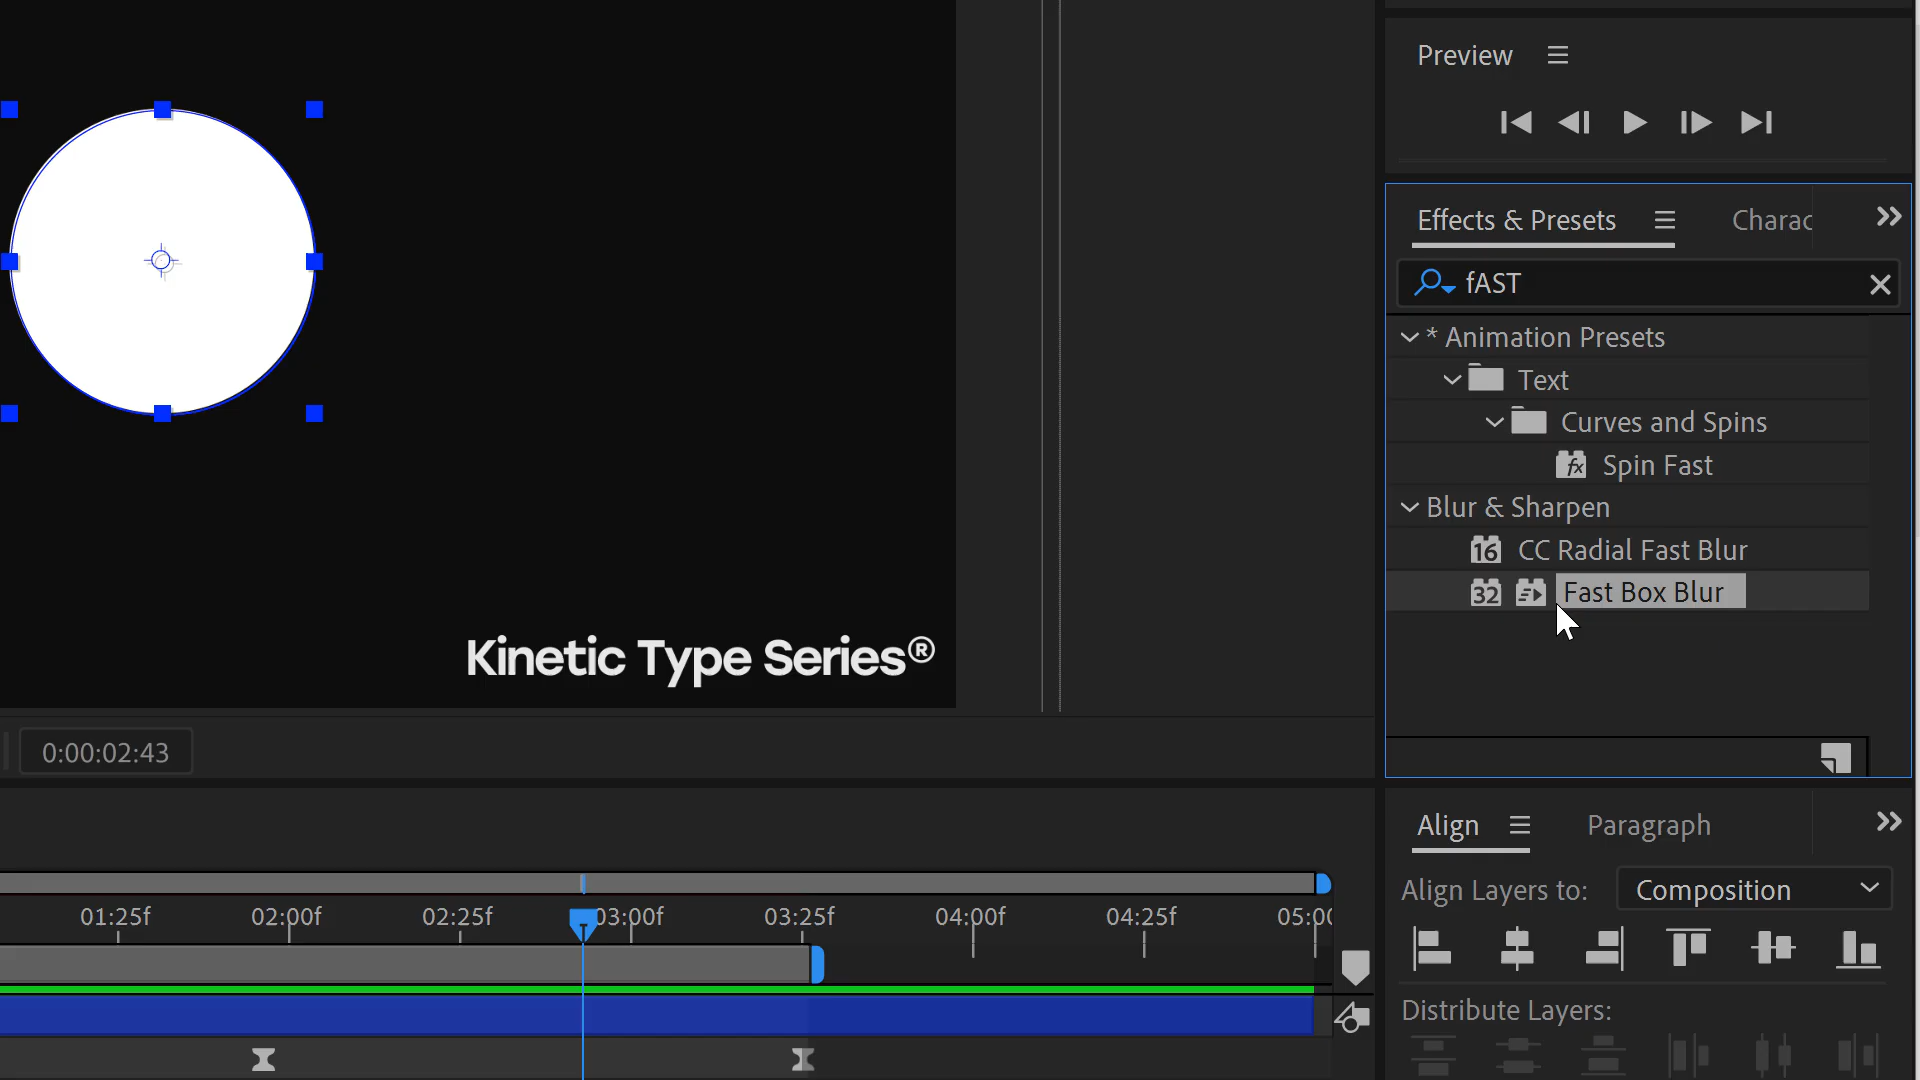 Preview
Effects & Presets
Charac
fAST
* Animation Presets
Text
Curves and Spins
fx Spin Fast
Blur & Sharpen
16 CC Radial Fast Blur
32 Fast Box Blur
Kinetic Type Series®
0:00:02:43
Align
Paragraph
Align Layers to:
Composition
01:25f
02:00f
02:25f
03:00f
03:25f
04:00f
04:25f
05:00
Distribute Layers: